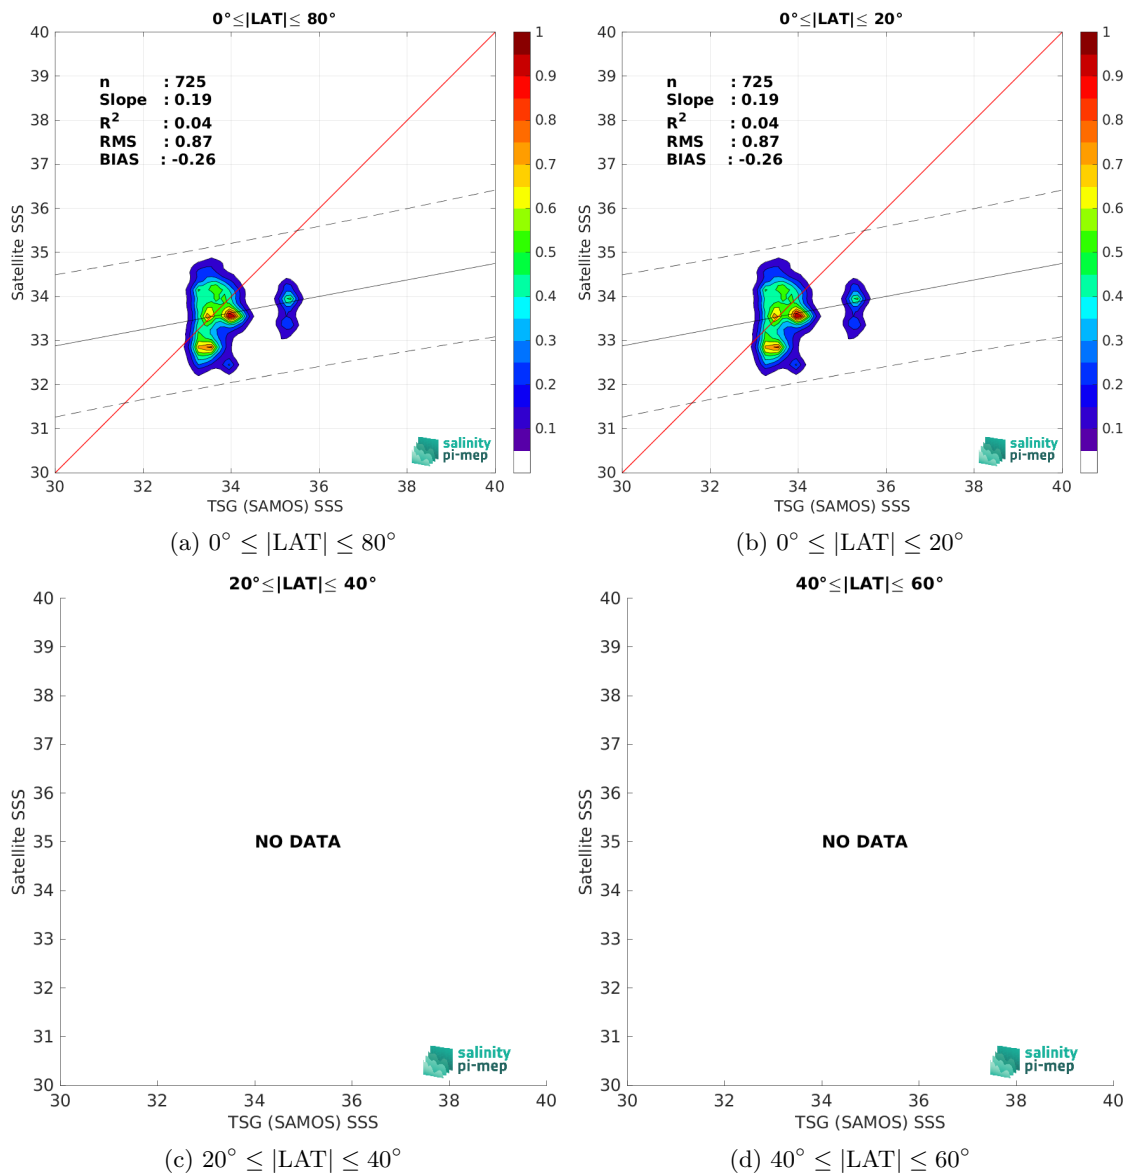 0°≤|LAT|≤ 80°
40
39
38
37
36
35
34
33
32
31
30
Satellite SSS
n : 725
Slope : 0.19
R² : 0.04
RMS : 0.87
BIAS : -0.26
1
0.9
0.8
0.7
0.6
0.5
0.4
0.3
0.2
0.1
salinity
pi-mep
30 32 34 36 38 40
TSG (SAMOS) SSS
(a) 0° ≤ |LAT| ≤ 80°
0°≤|LAT|≤ 20°
40
39
38
37
36
35
34
33
32
31
30
Satellite SSS
n : 725
Slope : 0.19
R² : 0.04
RMS : 0.87
BIAS : -0.26
1
0.9
0.8
0.7
0.6
0.5
0.4
0.3
0.2
0.1
salinity
pi-mep
30 32 34 36 38 40
TSG (SAMOS) SSS
(b) 0° ≤ |LAT| ≤ 20°
20°≤|LAT|≤ 40°
40
39
38
37
36
35
34
33
32
31
30
Satellite SSS
NO DATA
salinity
pi-mep
30 32 34 36 38 40
TSG (SAMOS) SSS
(c) 20° ≤ |LAT| ≤ 40°
40°≤|LAT|≤ 60°
40
39
38
37
36
35
34
33
32
31
30
Satellite SSS
NO DATA
salinity
pi-mep
30 32 34 36 38 40
TSG (SAMOS) SSS
(d) 40° ≤ |LAT| ≤ 60°